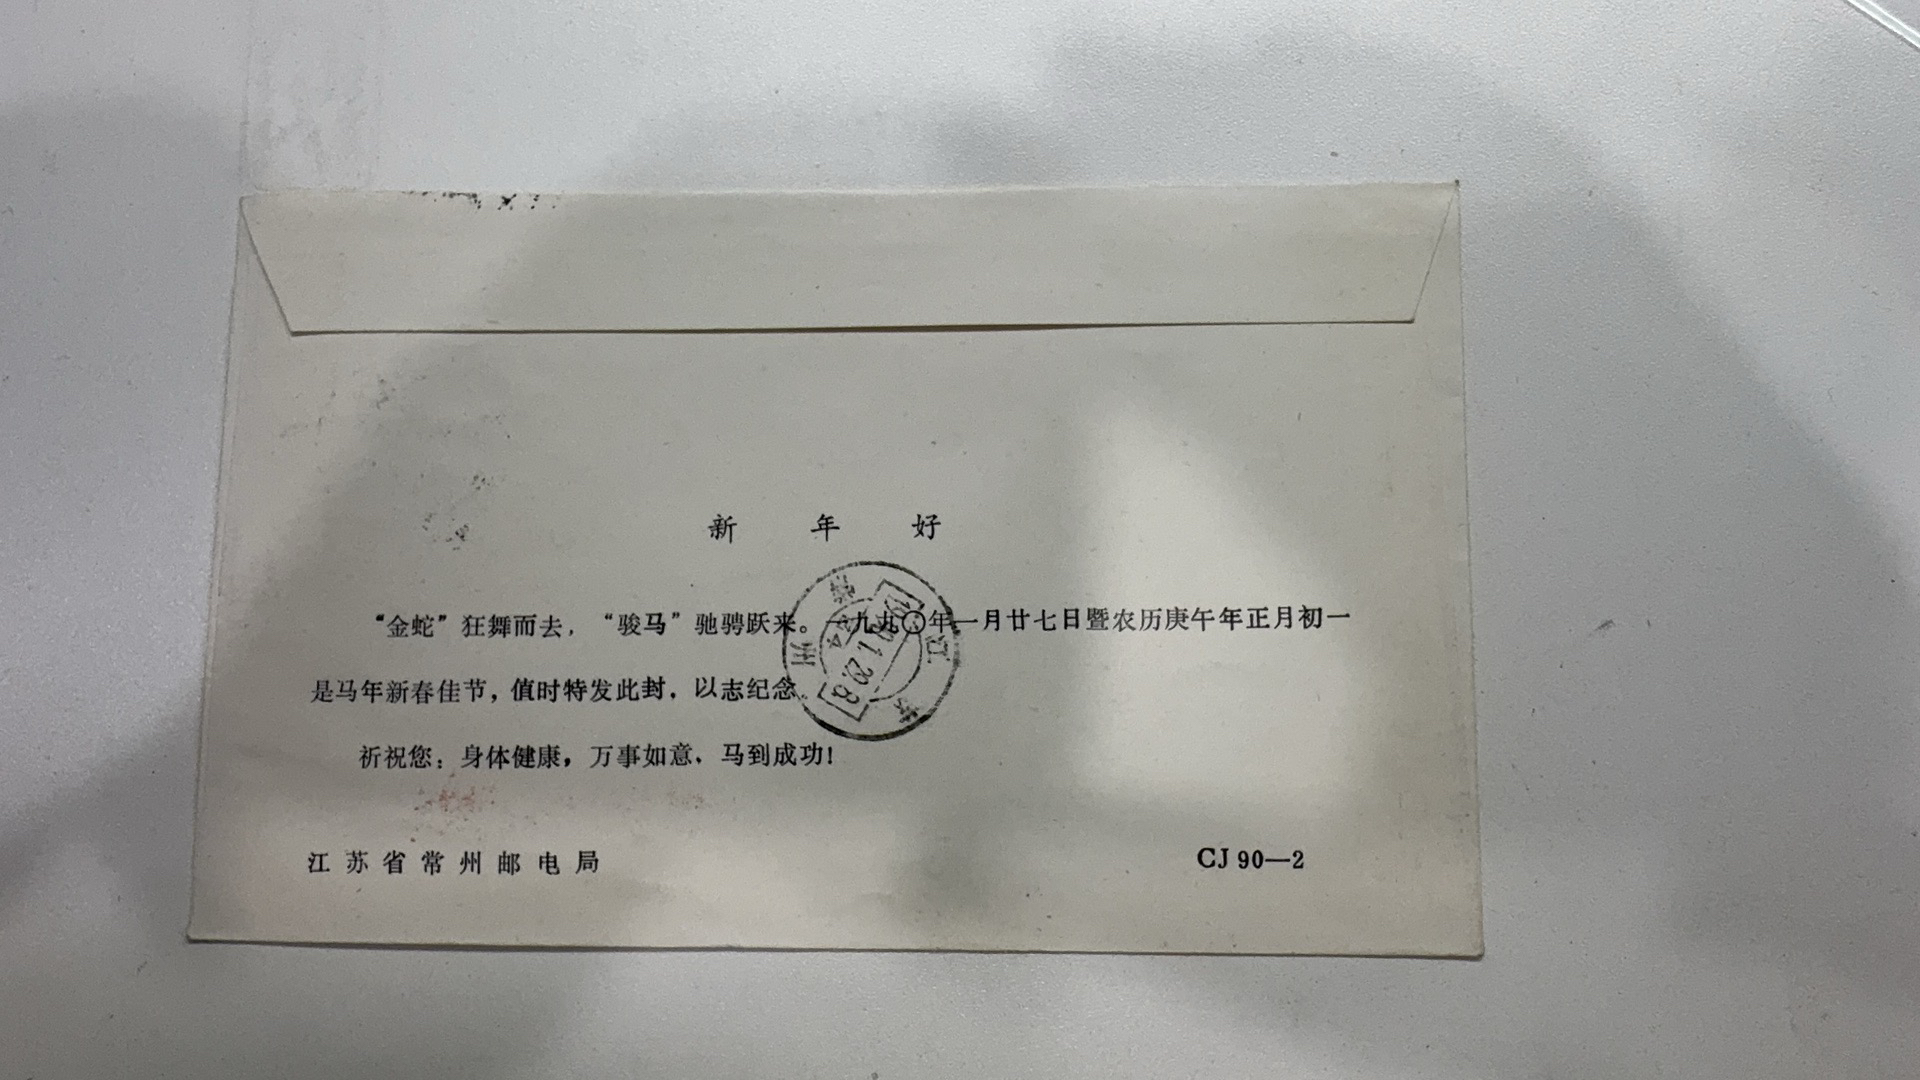 新年好
“金蛇”狂舞而去，“骏马”驰骋跃来。一九九〇年一月廿七日暨农历庚午年正月初一
是马年新春佳节，值时特发此封，以志纪念。
祈祝您：身体健康，万事如意，马到成功！
江苏省常州邮电局
CJ 90—2
江苏
常州